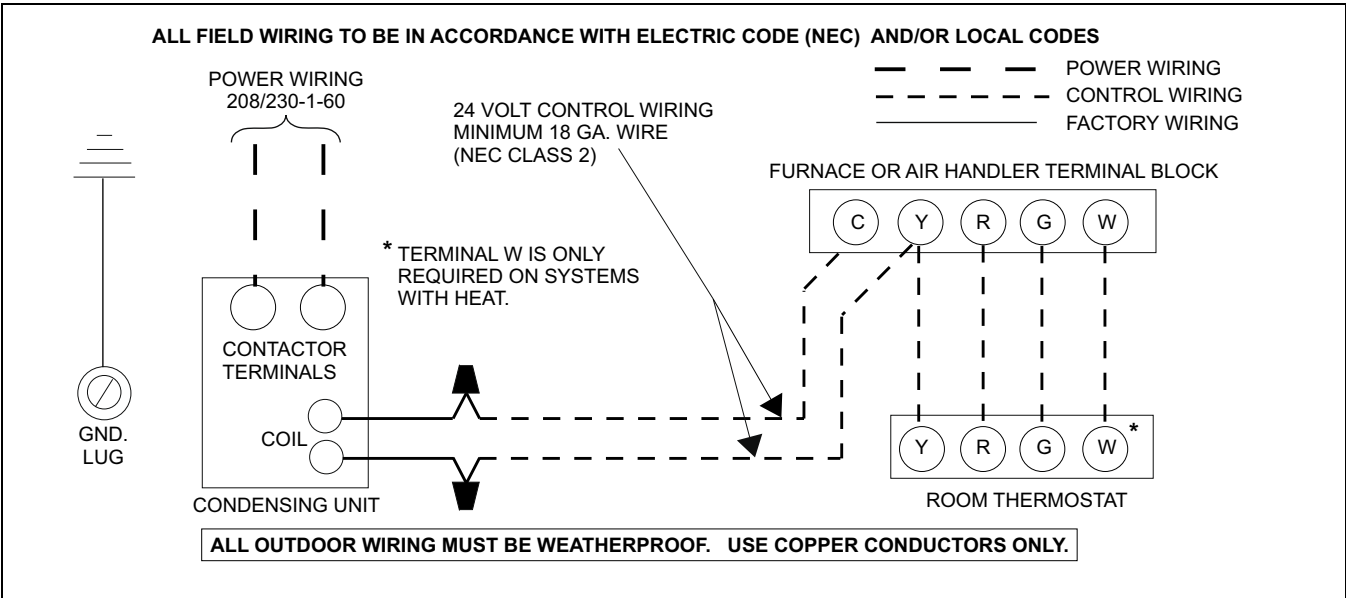 ALL FIELD WIRING TO BE IN ACCORDANCE WITH ELECTRIC CODE (NEC) AND/OR LOCAL CODES
POWER WIRING
208/230-1-60
24 VOLT CONTROL WIRING
MINIMUM 18 GA. WIRE
(NEC CLASS 2)
POWER WIRING
CONTROL WIRING
FACTORY WIRING
FURNACE OR AIR HANDLER TERMINAL BLOCK
C Y R G W
* TERMINAL W IS ONLY
REQUIRED ON SYSTEMS
WITH HEAT.
CONTACTOR
TERMINALS
COIL
GND.
LUG
CONDENSING UNIT
Y R G W *
ROOM THERMOSTAT
ALL OUTDOOR WIRING MUST BE WEATHERPROOF. USE COPPER CONDUCTORS ONLY.